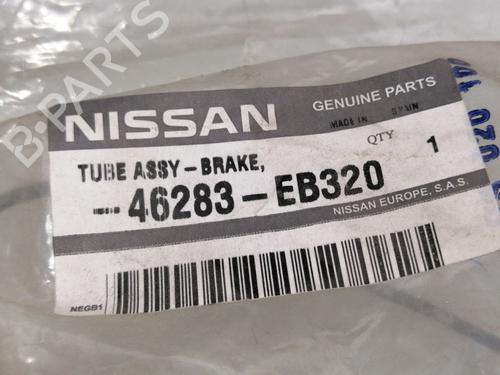 B-PARTS
NISSAN
GENUINE PARTS
MADE IN SPAIN
QTY
1
TUBE ASSY-BRAKE,
-46283-EB320
NISSAN EUROPE, S.A.S.
NEGB1